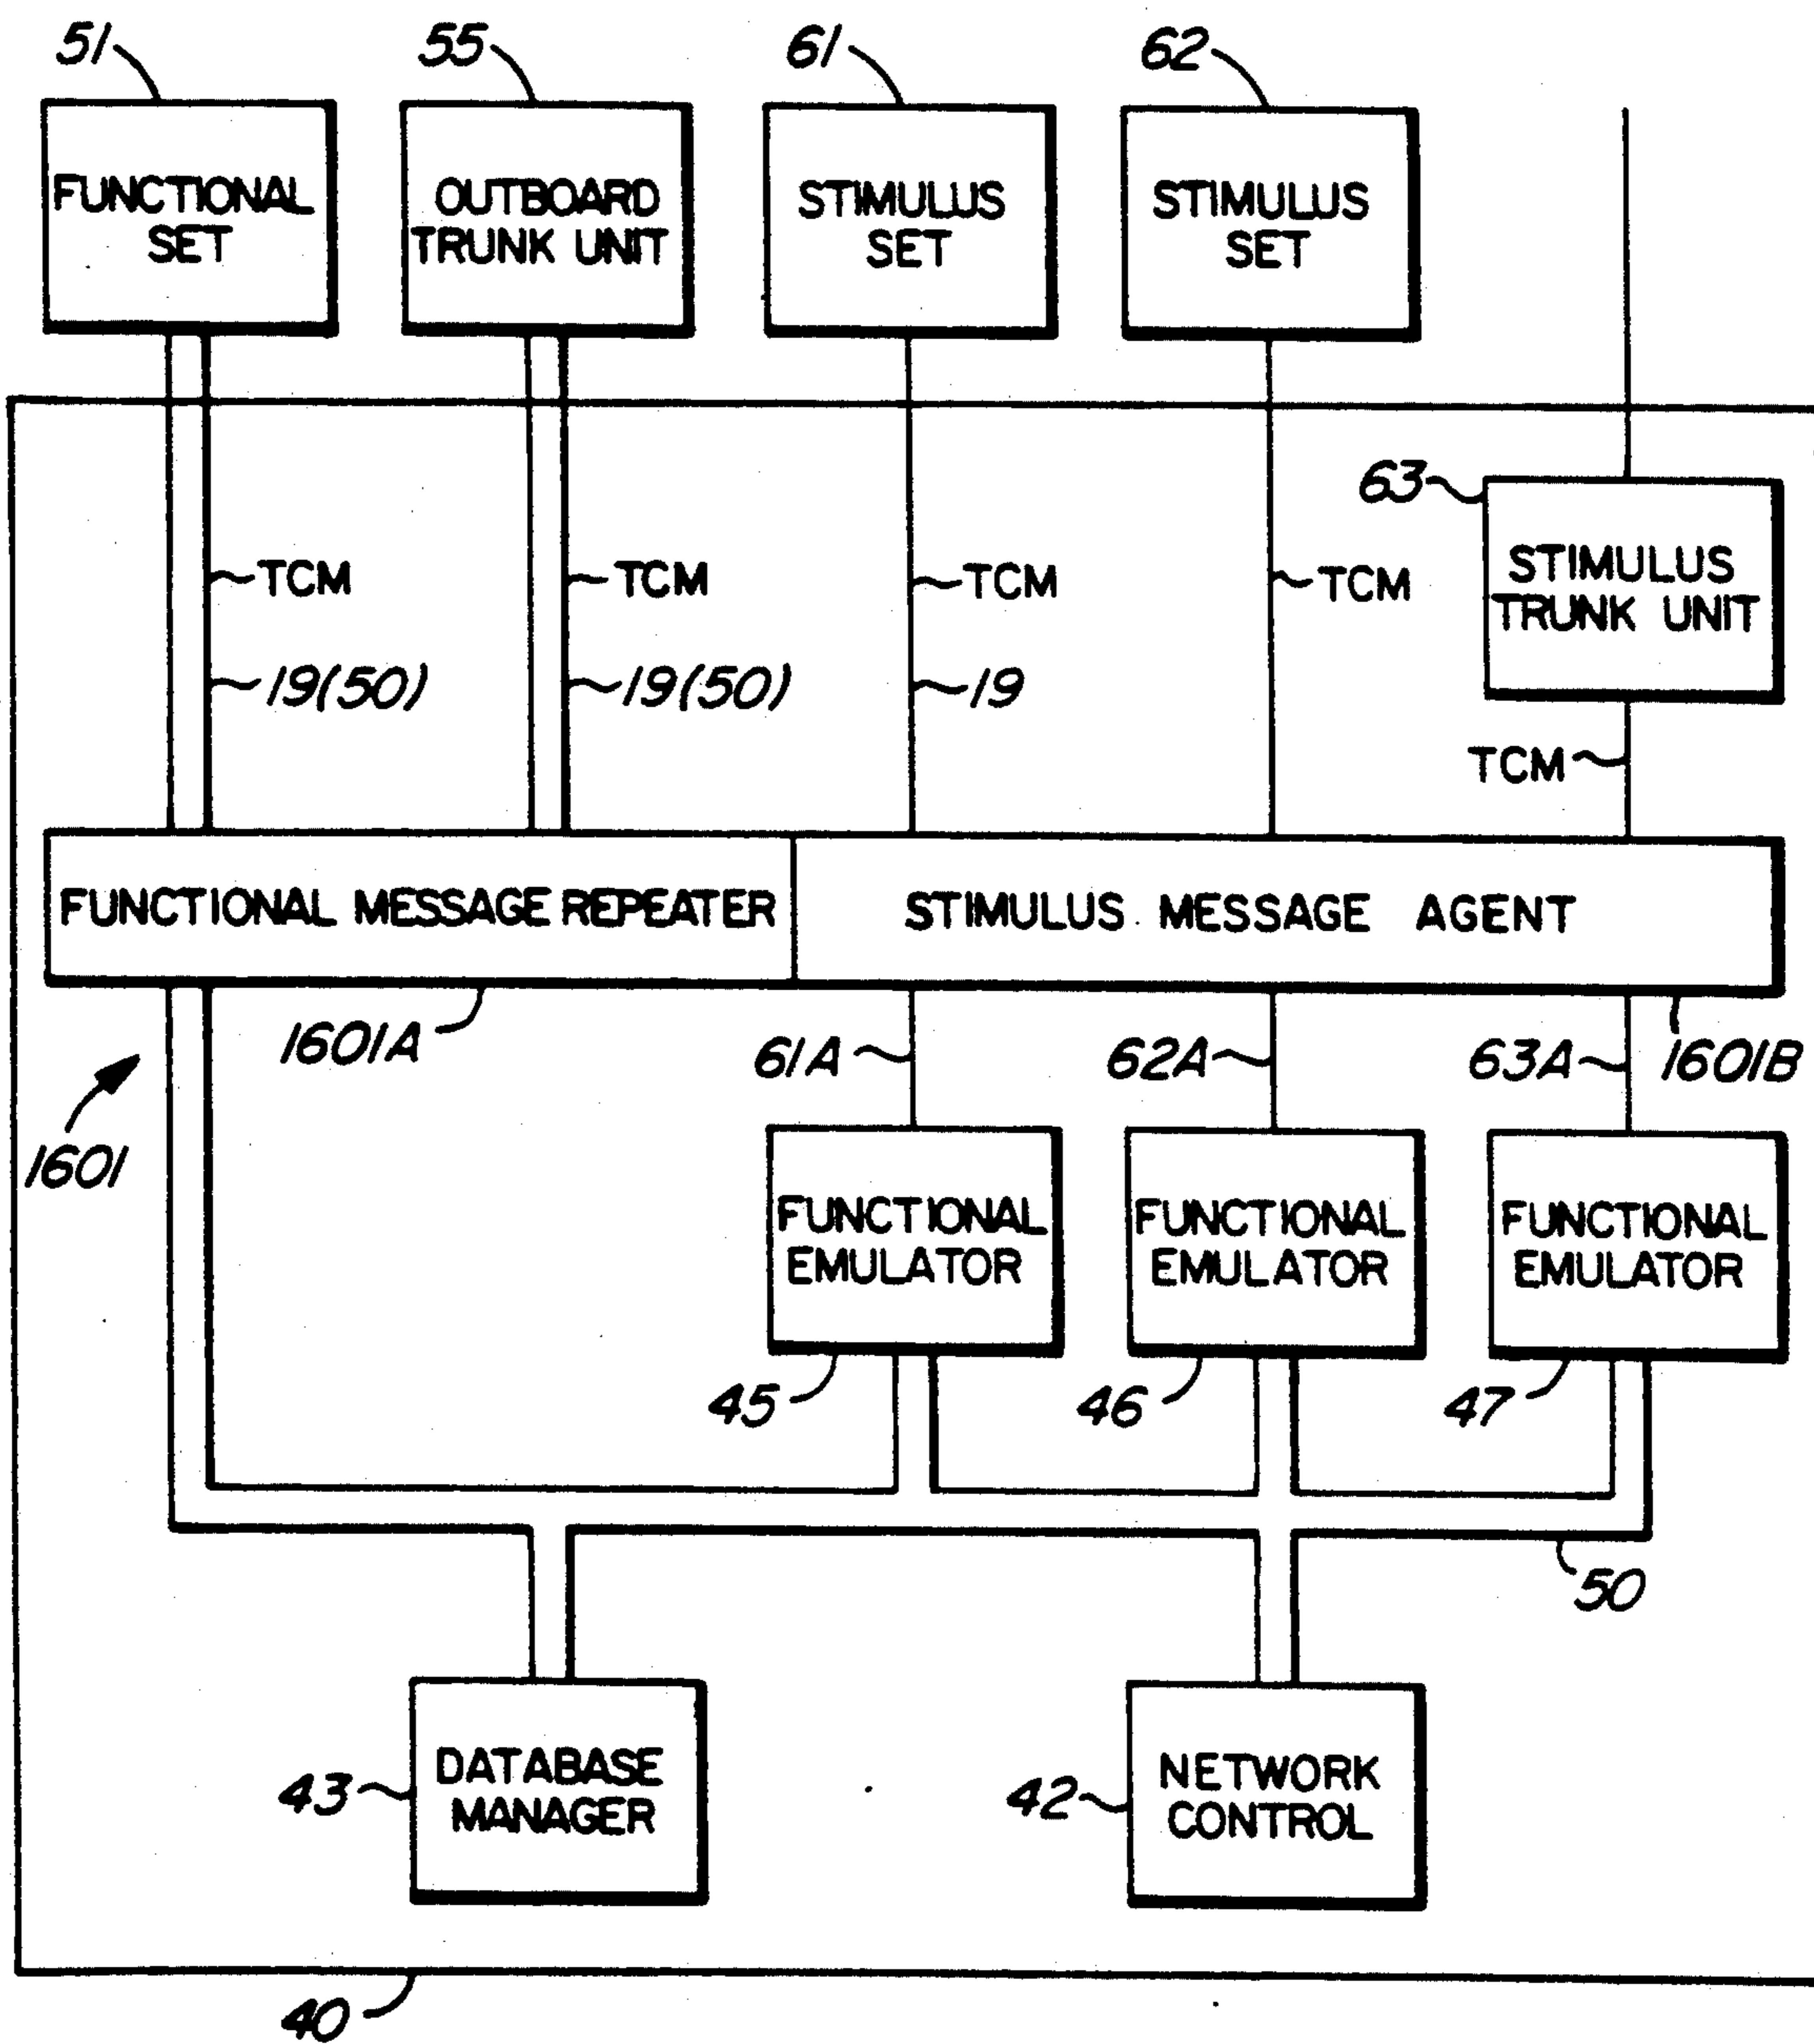 51
55
61
62
FUNCTIONAL
SET
OUTBOARD
TRUNK UNIT
STIMULUS
SET
STIMULUS
SET
63
STIMULUS
TRUNK UNIT
TCM
TCM
TCM
TCM
19(50)
19(50)
19
TCM
FUNCTIONAL MESSAGE REPEATER
STIMULUS MESSAGE AGENT
1601A
61A
62A
63A
1601B
1601
FUNCTIONAL
EMULATOR
FUNCTIONAL
EMULATOR
FUNCTIONAL
EMULATOR
45
46
47
50
43
DATABASE
MANAGER
42
NETWORK
CONTROL
40